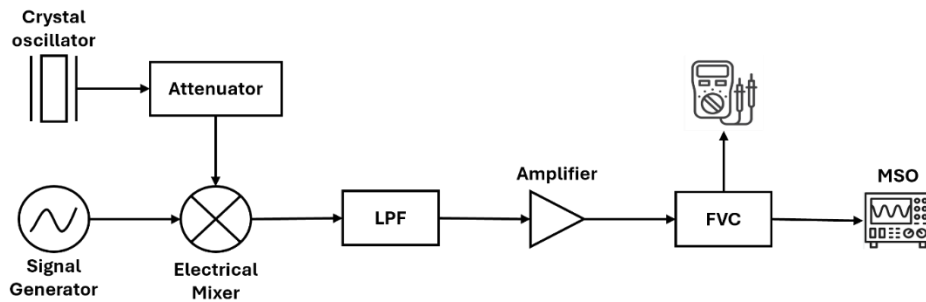 Crystal
oscillator
Attenuator
Amplifier
MSO
LPF
FVC
Signal
Generator
Electrical
Mixer